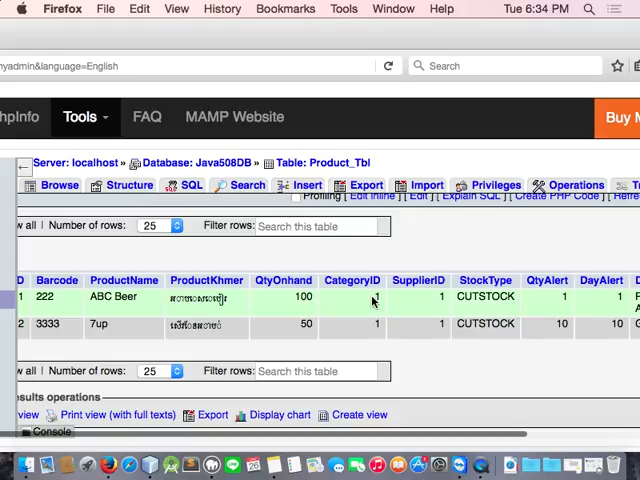 Firefox File Edit View History Bookmarks Tools Window Help Tue 6:34 PM
nyadmin&language=English Search
hpInfo Tools FAQ MAMP Website Buy M
Server: localhost » Database: Java508DB » Table: Product_Tbl
Browse Structure SQL Search Insert Export Import Privileges Operations Tr
Profiling [ Edit inline ] [ Edit ] [ Explain SQL ] [ Create PHP Code ] [ Refre
w all Number of rows: 25 Filter rows: Search this table
D Barcode ProductName ProductKhmer QtyOnhand CategoryID SupplierID StockType QtyAlert DayAlert D
1 222 ABC Beer 100 1 1 CUTSTOCK 1 1
2 3333 7up 50 1 1 CUTSTOCK 10 10
w all Number of rows: 25 Filter rows: Search this table
esults operations
view Print view (with full texts) Export Display chart Create view
Console